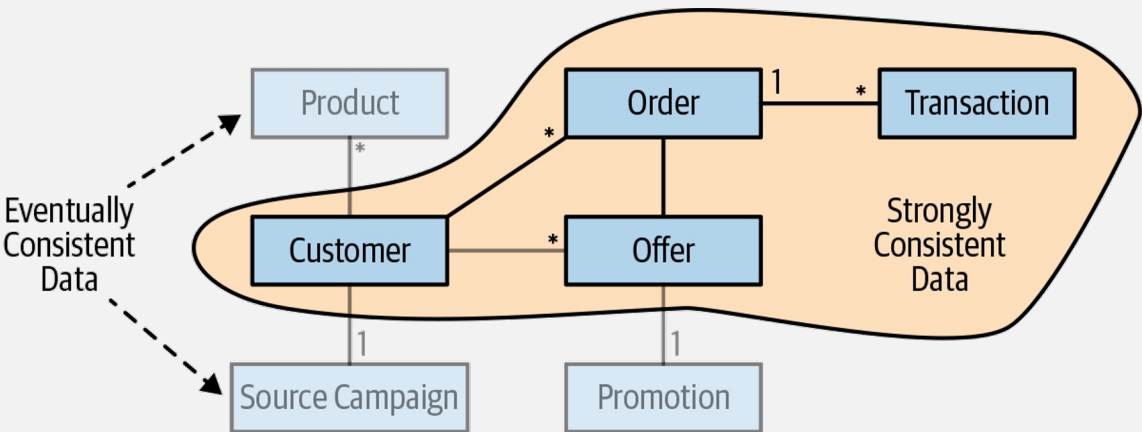 Product
*
Order
1
*
Transaction
*
Eventually
Consistent
Data
Customer
*
Offer
Strongly
Consistent
Data
1
1
Source Campaign
Promotion